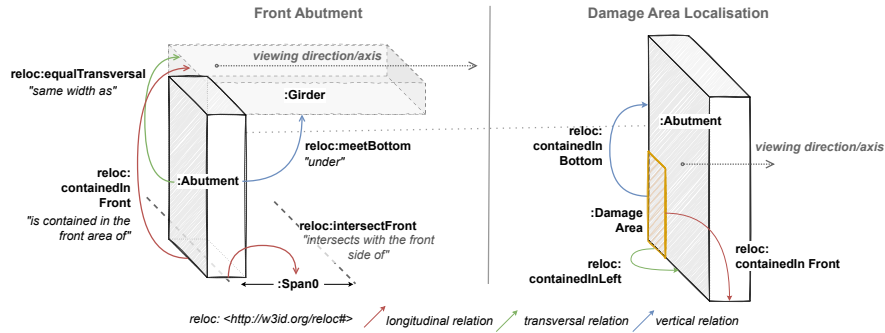 Front Abutment
Damage Area Localisation
viewing direction/axis
reloc:equalTransversal
"same width as"
:Girder
reloc:meetBottom
"under"
reloc:
containedIn
Front
"is contained in the
front area of"
:Abutment
reloc:intersectFront
"intersects with the front
side of"
:Span0
reloc:
containedIn
Bottom
:Abutment
viewing direction/axis
:Damage
Area
reloc:
containedInLeft
reloc:
containedIn Front
reloc: <http://w3id.org/reloc#>
longitudinal relation
transversal relation
vertical relation